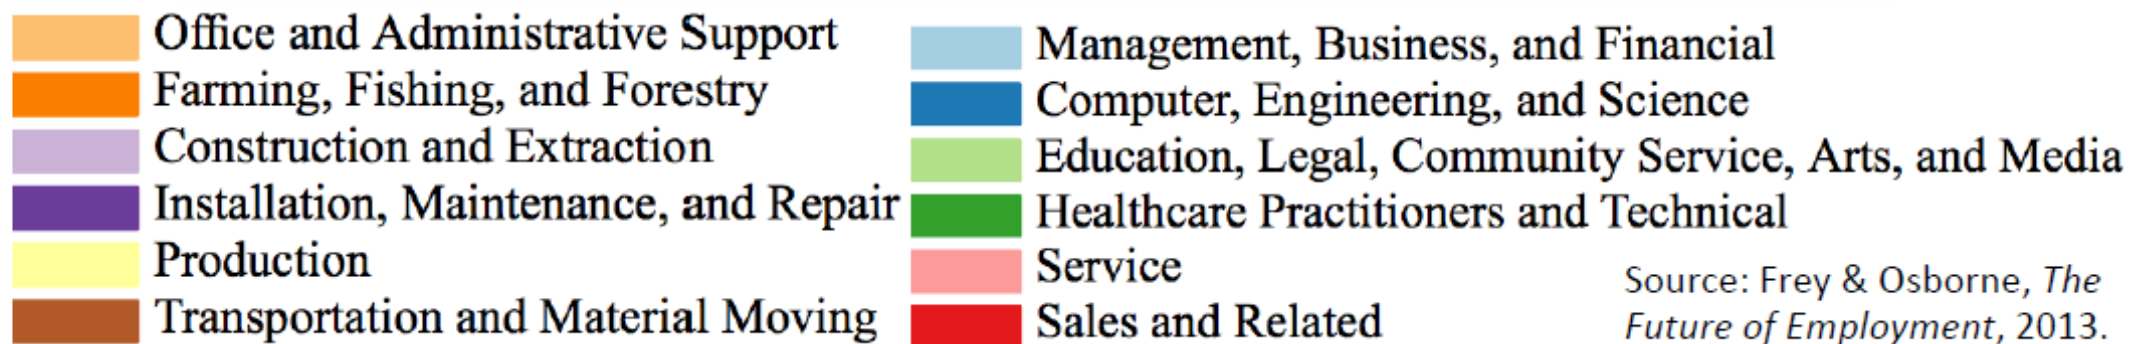 Office and Administrative Support
Farming, Fishing, and Forestry
Construction and Extraction
Installation, Maintenance, and Repair
Production
Transportation and Material Moving
Management, Business, and Financial
Computer, Engineering, and Science
Education, Legal, Community Service, Arts, and Media
Healthcare Practitioners and Technical
Service
Sales and Related
Source: Frey & Osborne, The
Future of Employment, 2013.